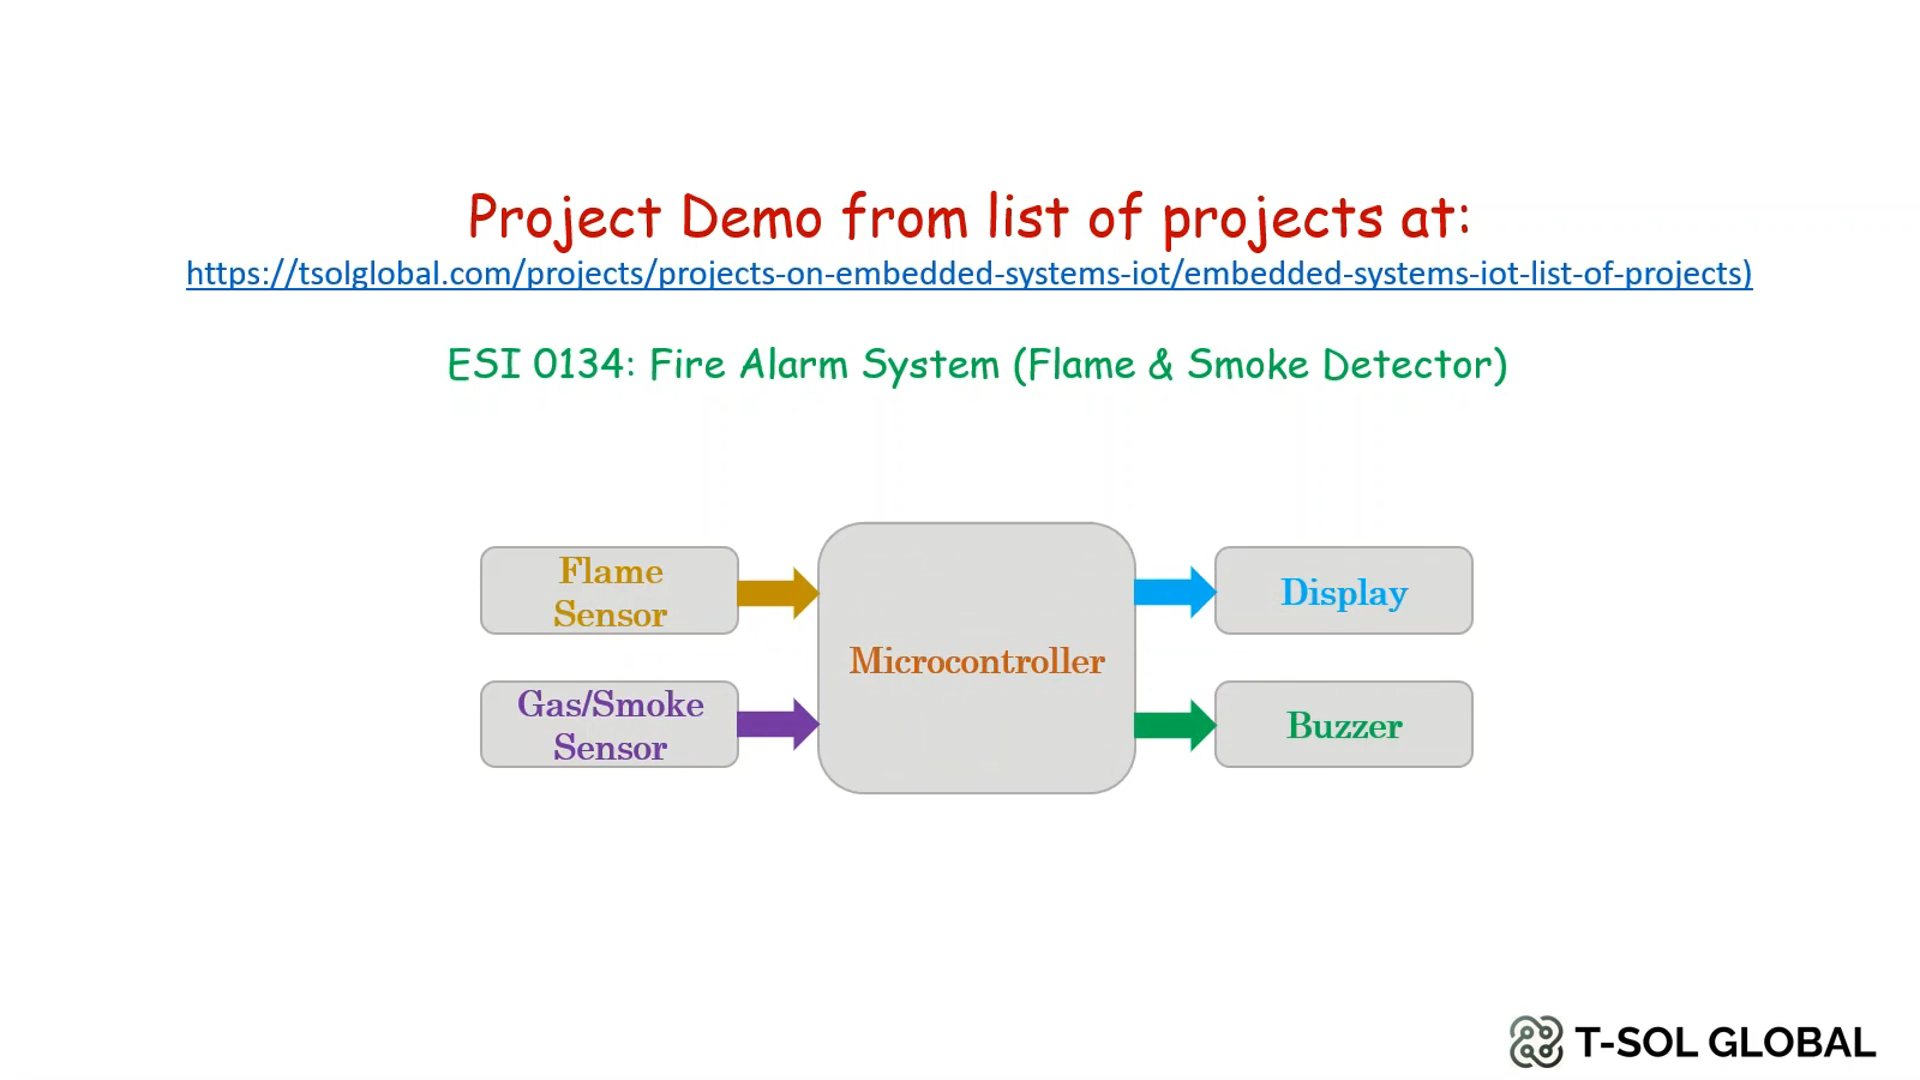 Project Demo from list of projects at:
https://tsolglobal.com/projects/projects-on-embedded-systems-iot/embedded-systems-iot-list-of-projects)
ESI 0134: Fire Alarm System (Flame & Smoke Detector)
Flame
Sensor
Display
Microcontroller
Gas/Smoke
Sensor
Buzzer
T-SOL GLOBAL